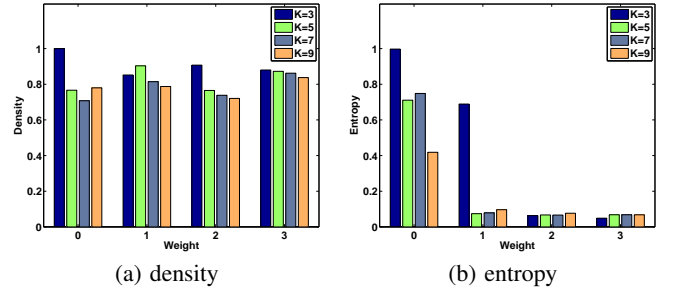 K=3
K=5
K=7
K=9
1
0.8
0.6
0.4
0.2
0
Density
0 1 2 3
Weight
(a) density
K=3
K=5
K=7
K=9
1
0.8
0.6
0.4
0.2
0
Entropy
0 1 2 3
Weight
(b) entropy